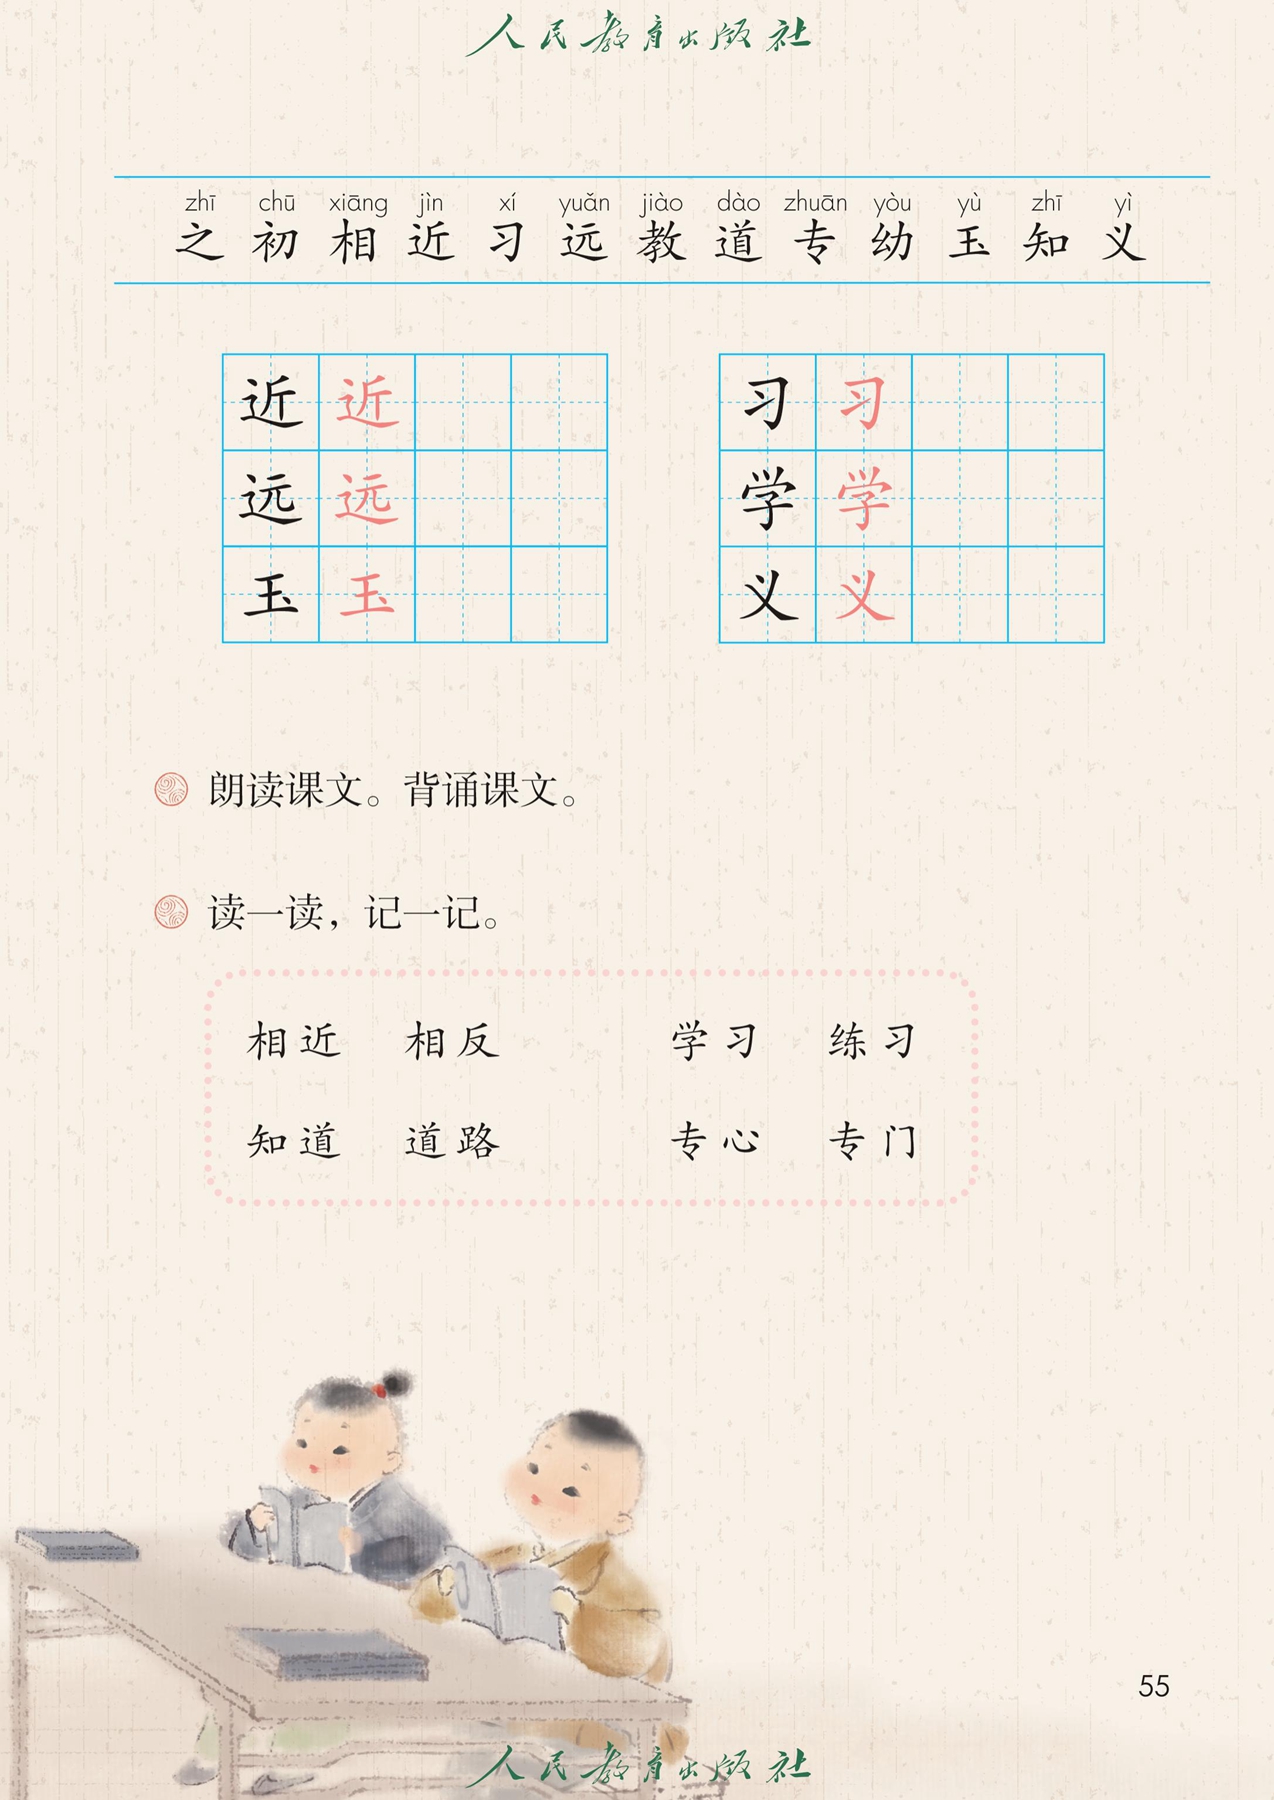 人民教育出版社
zhī chū xiāng jìn xí yuǎn jiào dào zhuān yòu yù zhī yì
之 初 相 近 习 远 教 道 专 幼 玉 知 义
近 近 习 习
远 远 学 学
玉 玉 义 义
朗读课文。背诵课文。
读一读，记一记。
相近 相反 学习 练习
知道 道路 专心 专门
55
人民教育出版社